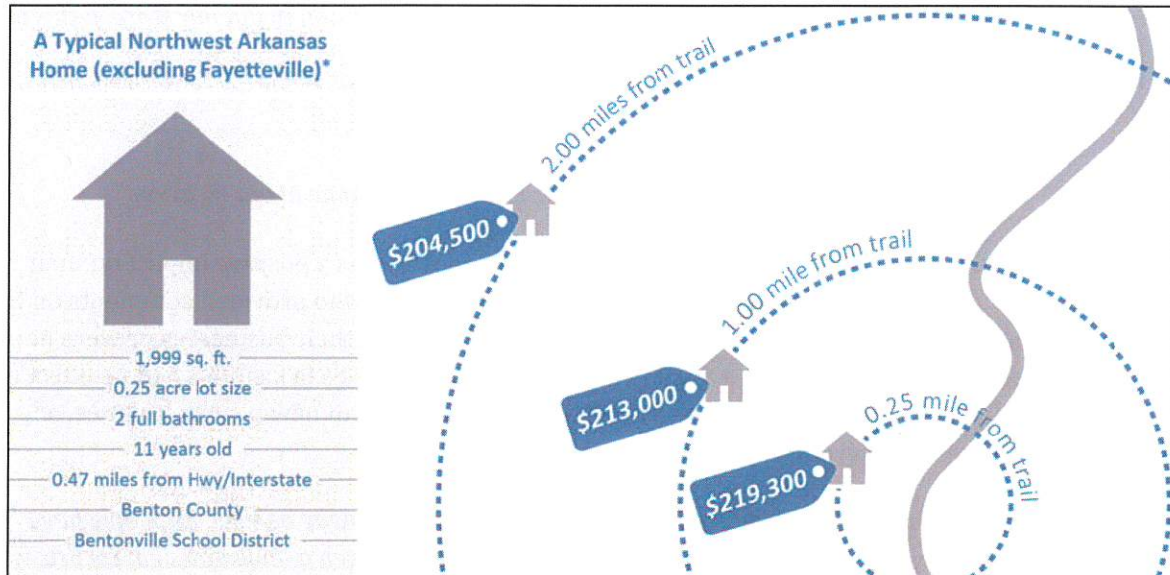 A Typical Northwest Arkansas
Home (excluding Fayetteville)*
1,999 sq. ft.
0.25 acre lot size
2 full bathrooms
11 years old
0.47 miles from Hwy/Interstate
Benton County
Bentonville School District
2.00 miles from trail
$204,500
1.00 mile from trail
$213,000
0.25 mile from trail
$219,300